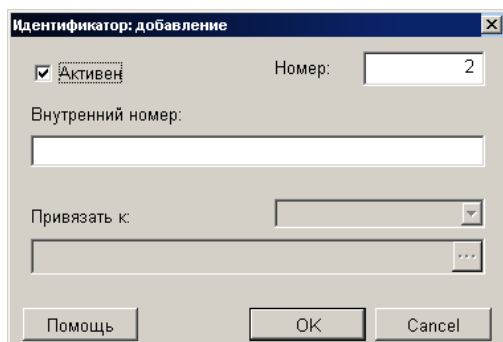 Идентификатор: добавление
Активен Номер: 2
Внутренний номер:
Привязать к:
...
Помощь OK Cancel